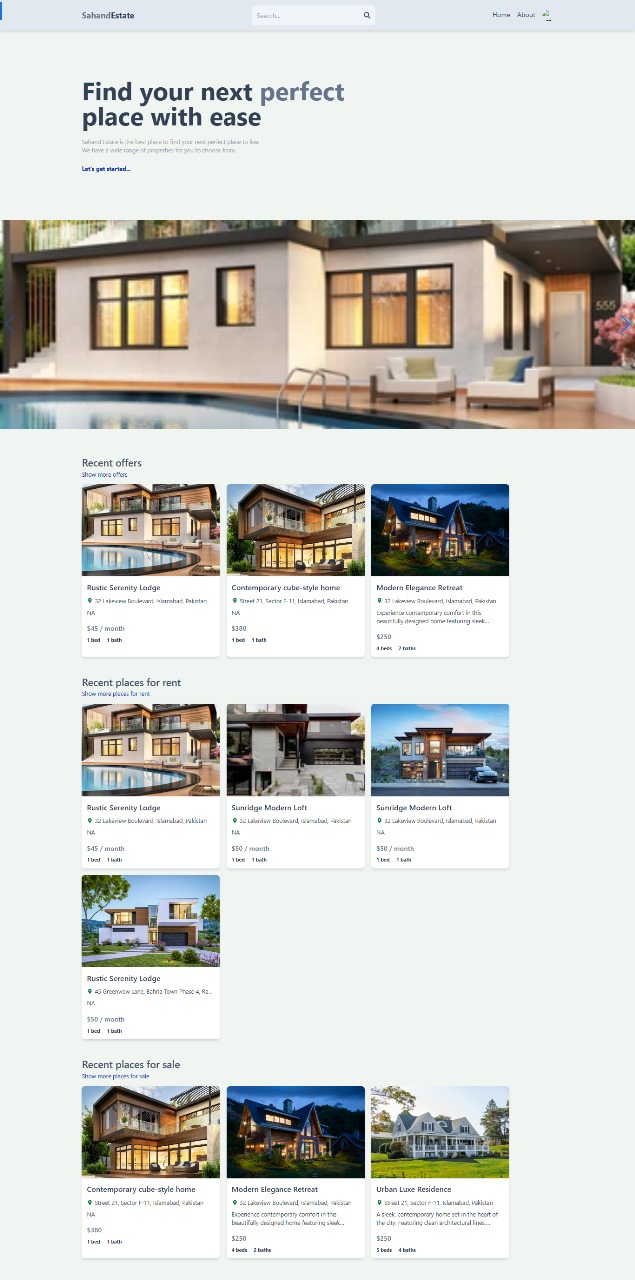 SahandEstate
Search...
Home About
Find your next perfect
place with ease
Sahand Estate is the best place to find your next perfect place to live.
We have a wide range of properties for you to choose from.
Let's get started...
555
Recent offers
Show more offers
Rustic Serenity Lodge
32 Lakeview Boulevard, Islamabad, Pakistan
NA
$45 / month
1 bed 1 bath
Contemporary cube-style home
Street 21, Sector F-11, Islamabad, Pakistan
NA
$380
1 bed 1 bath
Modern Elegance Retreat
32 Lakeview Boulevard, Islamabad, Pakistan
Experience contemporary comfort in this
beautifully designed home featuring sleek...
$250
4 beds 2 baths
Recent places for rent
Show more places for rent
Rustic Serenity Lodge
32 Lakeview Boulevard, Islamabad, Pakistan
NA
$45 / month
1 bed 1 bath
Sunridge Modern Loft
32 Lakeview Boulevard, Islamabad, Pakistan
NA
$50 / month
1 bed 1 bath
Sunridge Modern Loft
32 Lakeview Boulevard, Islamabad, Pakistan
NA
$50 / month
1 bed 1 bath
Rustic Serenity Lodge
45 Greenview Lane, Bahria Town Phase A, Ra...
NA
$50 / month
1 bed 1 bath
Recent places for sale
Show more places for sale
Contemporary cube-style home
Street 21, Sector F-11, Islamabad, Pakistan
NA
$380
1 bed 1 bath
Modern Elegance Retreat
32 Lakeview Boulevard, Islamabad, Pakistan
Experience contemporary comfort in this
beautifully designed home featuring sleek...
$250
4 beds 2 baths
Urban Luxe Residence
Street 21, Sector F-11, Islamabad, Pakistan
A sleek, contemporary home set in the heart of
the city. Featuring clean architectural lines,...
$250
5 beds 4 baths